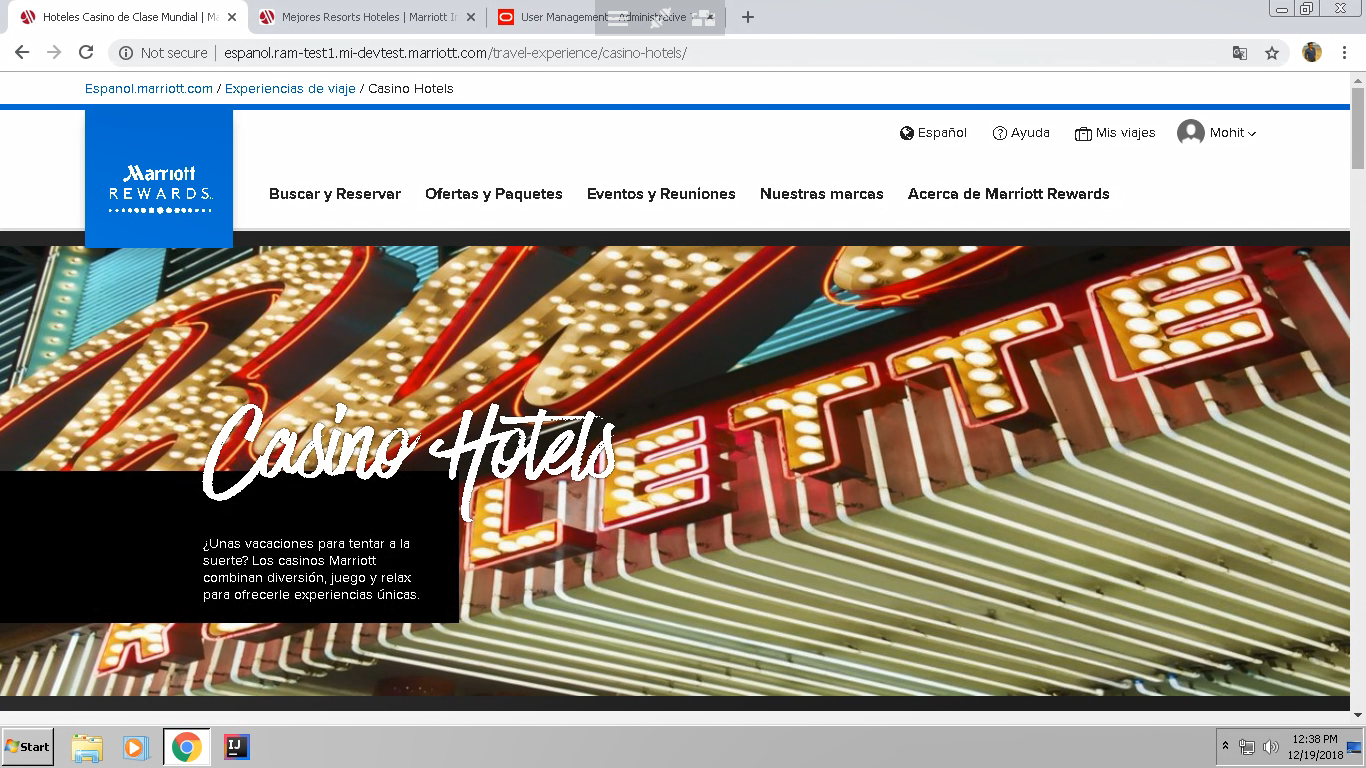 Hoteles Casino de Clase Mundial | Ma
Mejores Resorts Hoteles | Marriott In
User Management - Administrative
Not secure | espanol.ram-test1.mi-devtest.marriott.com/travel-experience/casino-hotels/
Espanol.marriott.com / Experiencias de viaje / Casino Hotels
Español
Ayuda
Mis viajes
Mohit
Marriott
REWARDS
Buscar y Reservar
Ofertas y Paquetes
Eventos y Reuniones
Nuestras marcas
Acerca de Marriott Rewards
LETTE
Casino Hotels
¿Unas vacaciones para tentar a la
suerte? Los casinos Marriott
combinan diversión, juego y relax
para ofrecerle experiencias únicas.
Start
IJ
12:38 PM
12/19/2018